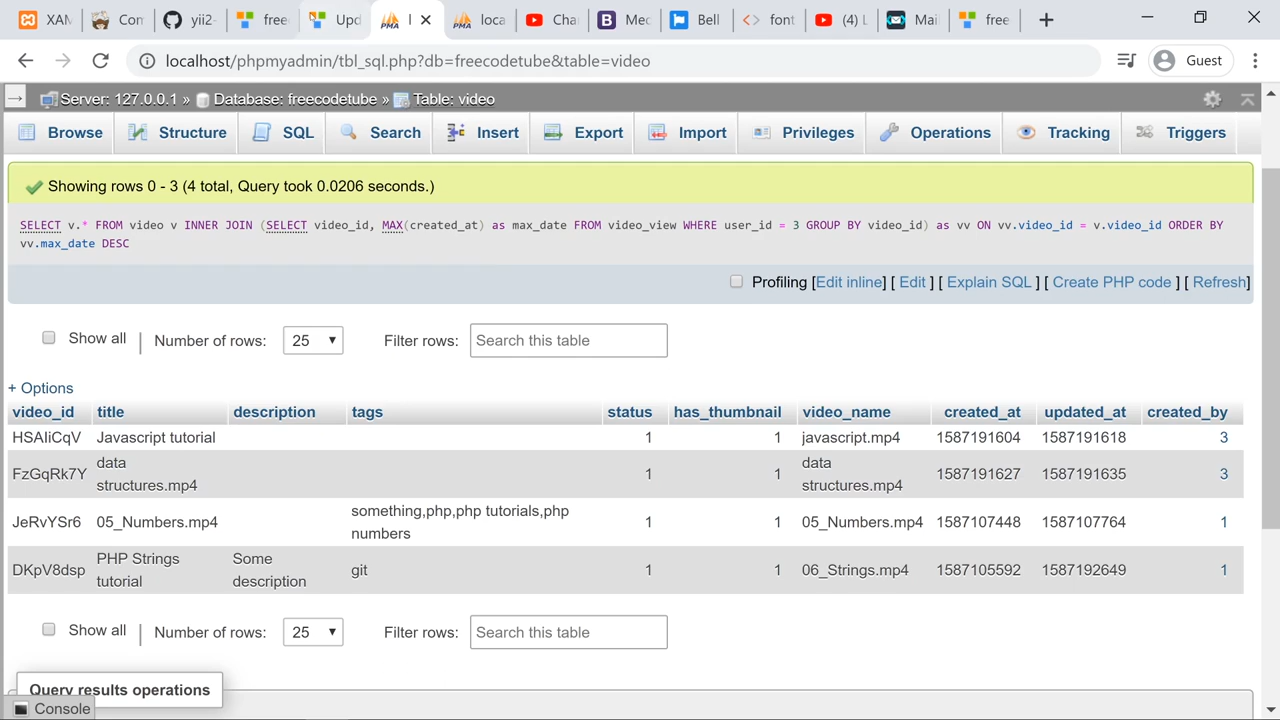 XAM
Con
yii2-
free
Upd
PMA
l
PMA
loca
Cha
B
Mec
Bell
font
(4) L
Mai
free
localhost/phpmyadmin/tbl_sql.php?db=freecodetube&table=video
Guest
Server: 127.0.0.1 » Database: freecodetube » Table: video
Browse Structure SQL Search Insert Export Import Privileges Operations Tracking Triggers
Showing rows 0 - 3 (4 total, Query took 0.0206 seconds.)
SELECT v.* FROM video v INNER JOIN (SELECT video_id, MAX(created_at) as max_date FROM video_view WHERE user_id = 3 GROUP BY video_id) as vv ON vv.video_id = v.video_id ORDER BY
vv.max_date DESC
Profiling [Edit inline] [ Edit ] [ Explain SQL ] [ Create PHP code ] [ Refresh]
Show all | Number of rows: 25 Filter rows: Search this table
+ Options
video_id title description tags status has_thumbnail video_name created_at updated_at created_by
HSAIiCqV Javascript tutorial 1 1 javascript.mp4 1587191604 1587191618 3
FzGqRk7Y data structures.mp4 1 1 data structures.mp4 1587191627 1587191635 3
JeRvYSr6 05_Numbers.mp4 something,php,php tutorials,php numbers 1 1 05_Numbers.mp4 1587107448 1587107764 1
DKpV8dsp PHP Strings tutorial Some description git 1 1 06_Strings.mp4 1587105592 1587192649 1
Show all | Number of rows: 25 Filter rows: Search this table
Query results operations
Console